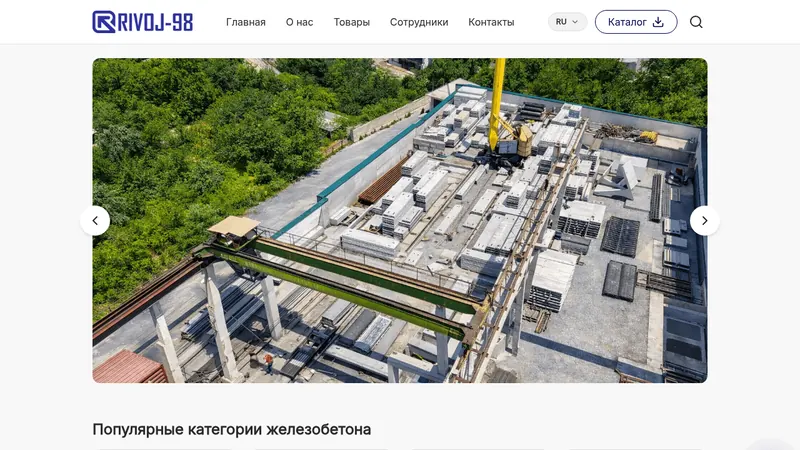 RIVOJ-98
Главная
О нас
Товары
Сотрудники
Контакты
RU
Каталог
Популярные категории железобетона